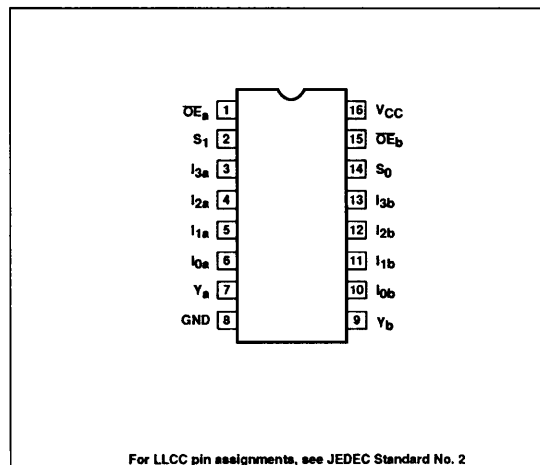 OEa 1 16 VCC
S1 2 15 OEb
I3a 3 14 S0
I2a 4 13 I3b
I1a 5 12 I2b
I0a 6 11 I1b
Ya 7 10 I0b
GND 8 9 Yb
For LLCC pin assignments, see JEDEC Standard No. 2